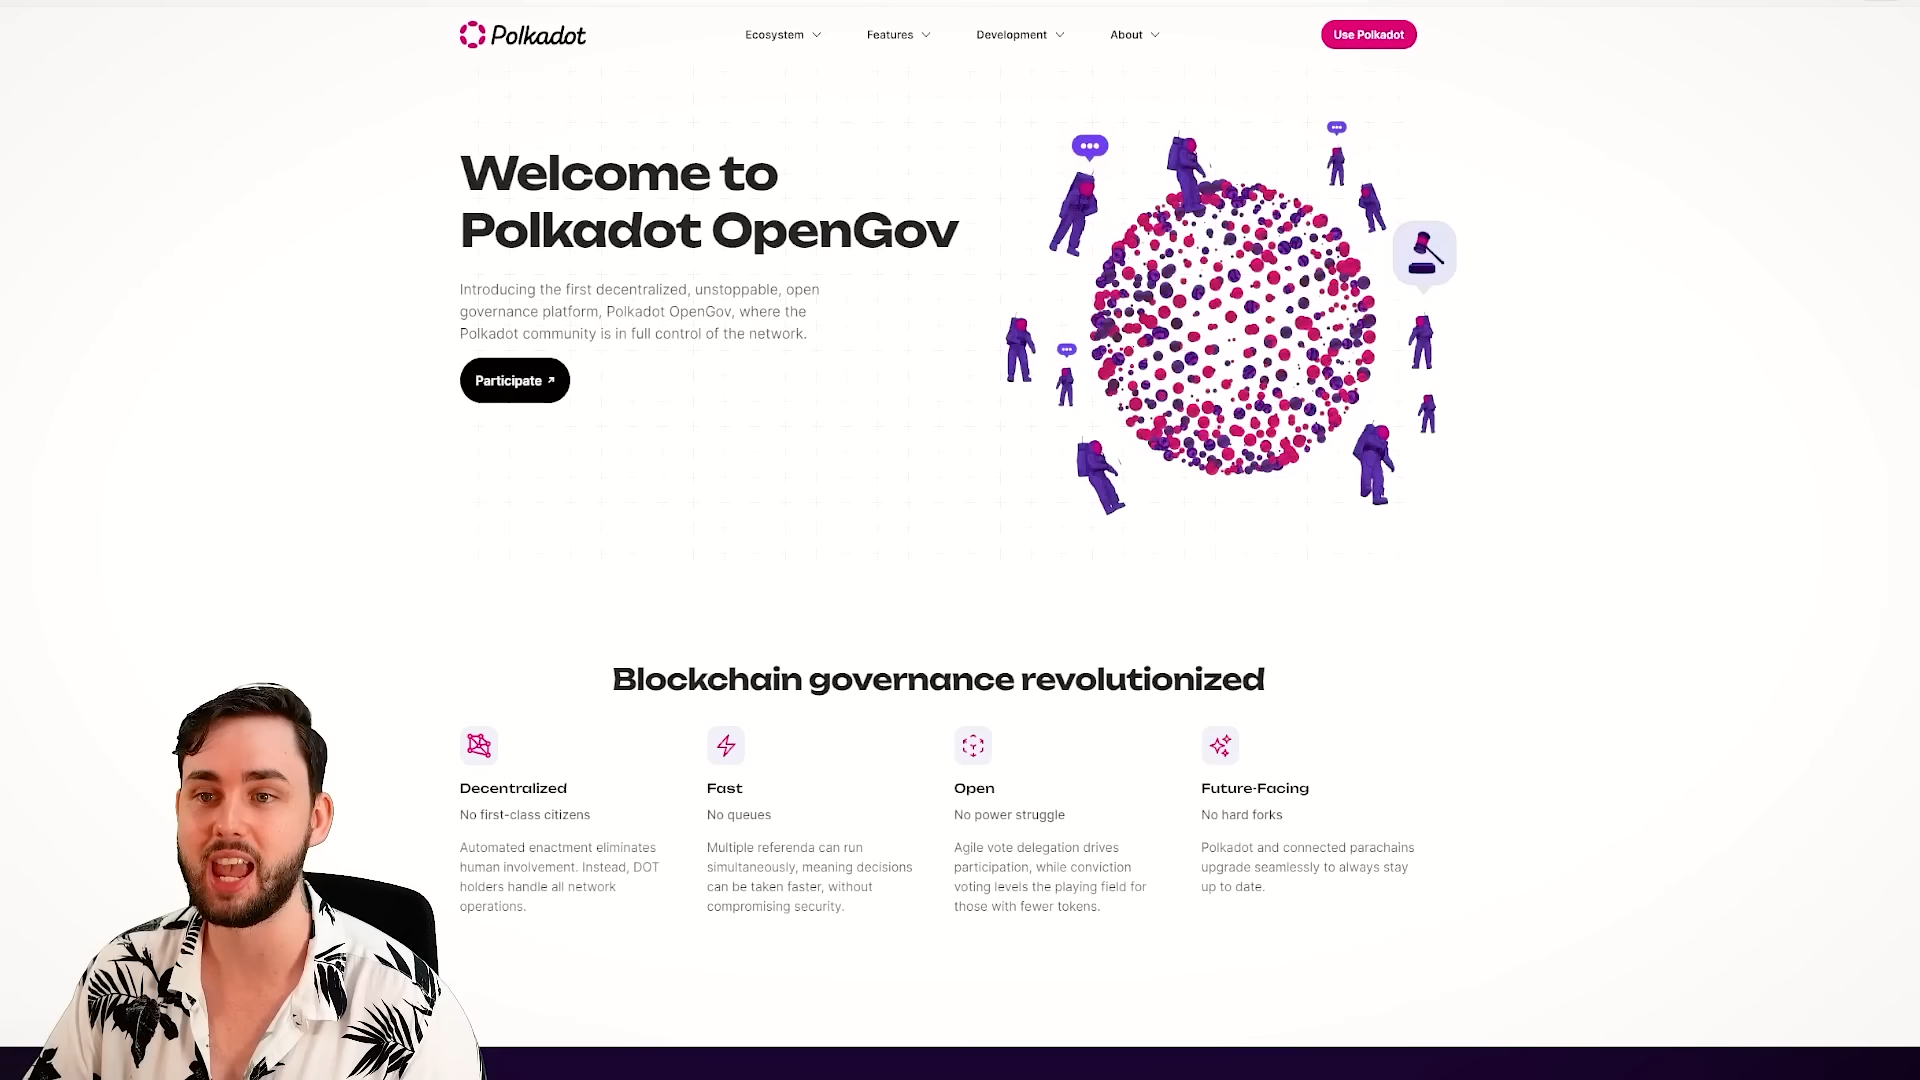 Polkadot
Ecosystem
Features
Development
About
Use Polkadot
Welcome to
Polkadot OpenGov
Introducing the first decentralized, unstoppable, open
governance platform, Polkadot OpenGov, where the
Polkadot community is in full control of the network.
Participate
Blockchain governance revolutionized
Decentralized
No first-class citizens
Automated enactment eliminates
human involvement. Instead, DOT
holders handle all network
operations.
Fast
No queues
Multiple referenda can run
simultaneously, meaning decisions
can be taken faster, without
compromising security.
Open
No power struggle
Agile vote delegation drives
participation, while conviction
voting levels the playing field for
those with fewer tokens.
Future-Facing
No hard forks
Polkadot and connected parachains
upgrade seamlessly to always stay
up to date.